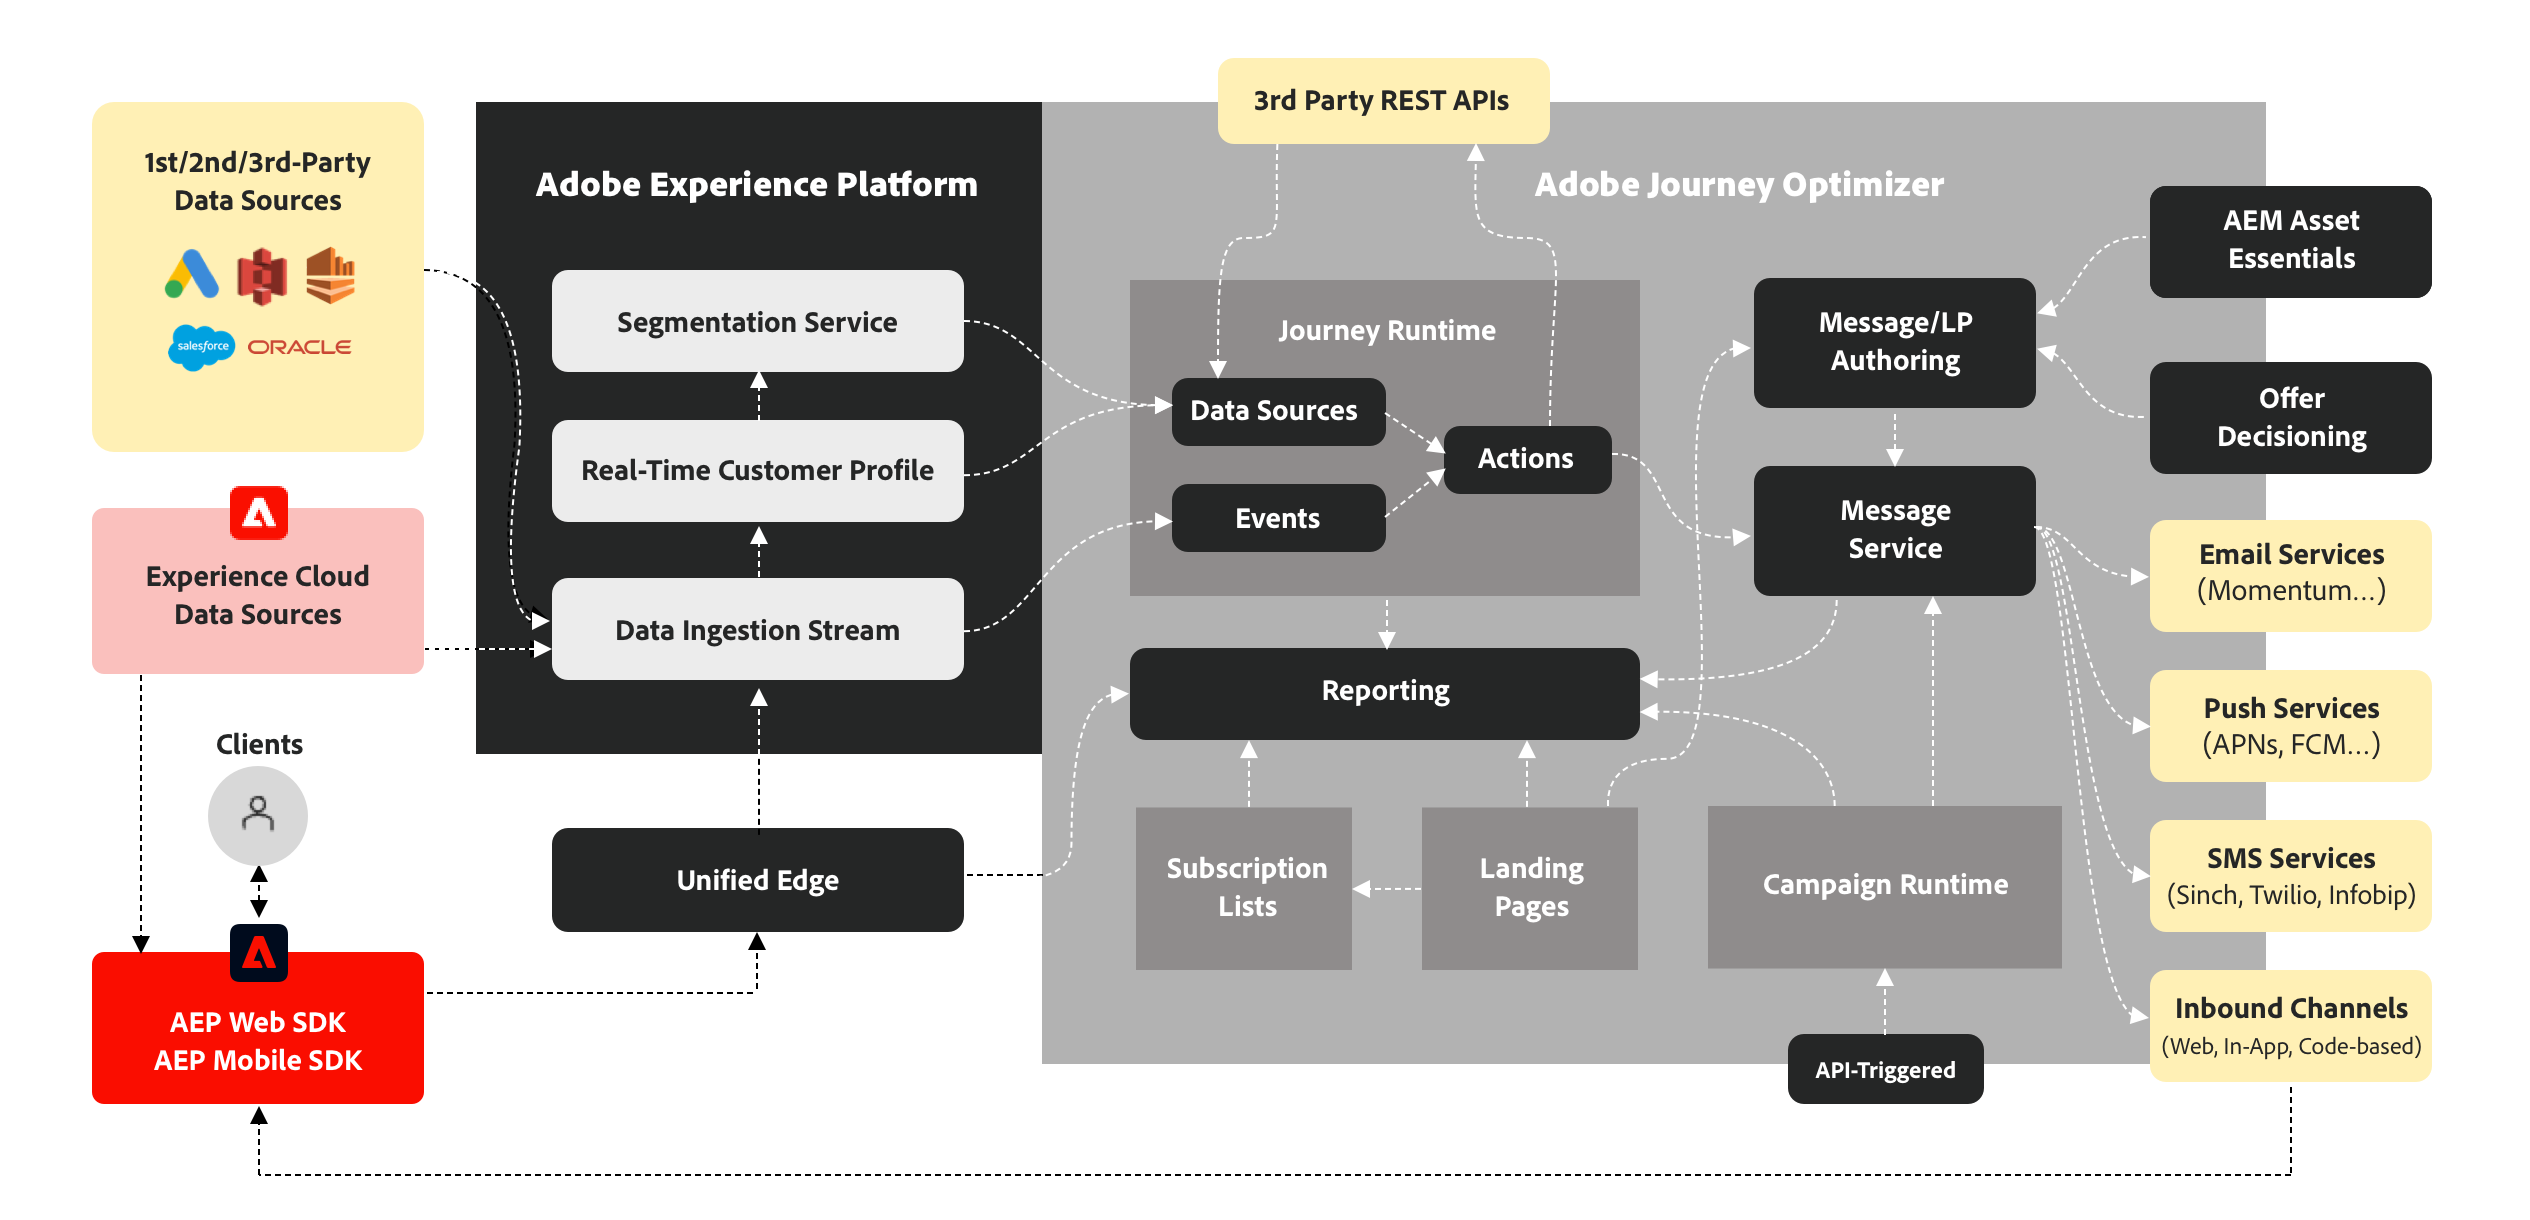 3rd Party REST APIs
1st/2nd/3rd-Party
Data Sources
salesforce
ORACLE
Experience Cloud
Data Sources
Clients
AEP Web SDK
AEP Mobile SDK
Adobe Experience Platform
Segmentation Service
Real-Time Customer Profile
Data Ingestion Stream
Unified Edge
Adobe Journey Optimizer
Journey Runtime
Data Sources
Actions
Events
Reporting
Subscription
Lists
Landing
Pages
Campaign Runtime
API-Triggered
Message/LP
Authoring
Message
Service
AEM Asset
Essentials
Offer
Decisioning
Email Services
(Momentum...)
Push Services
(APNs, FCM...)
SMS Services
(Sinch, Twilio, Infobip)
Inbound Channels
(Web, In-App, Code-based)